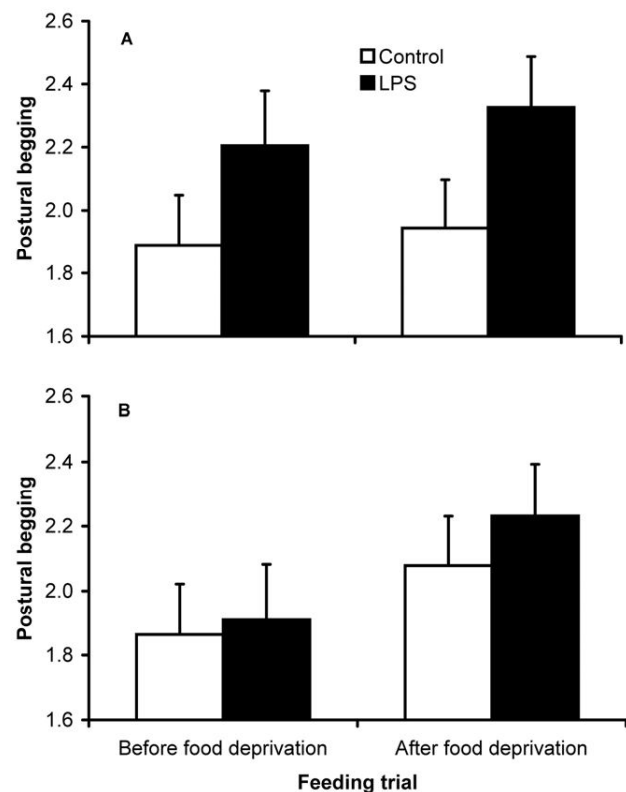 2.6
A
Control
LPS
2.4
2.2
2.0
1.8
1.6
Postural begging
2.6
B
2.4
2.2
2.0
1.8
1.6
Postural begging
Before food deprivation
After food deprivation
Feeding trial